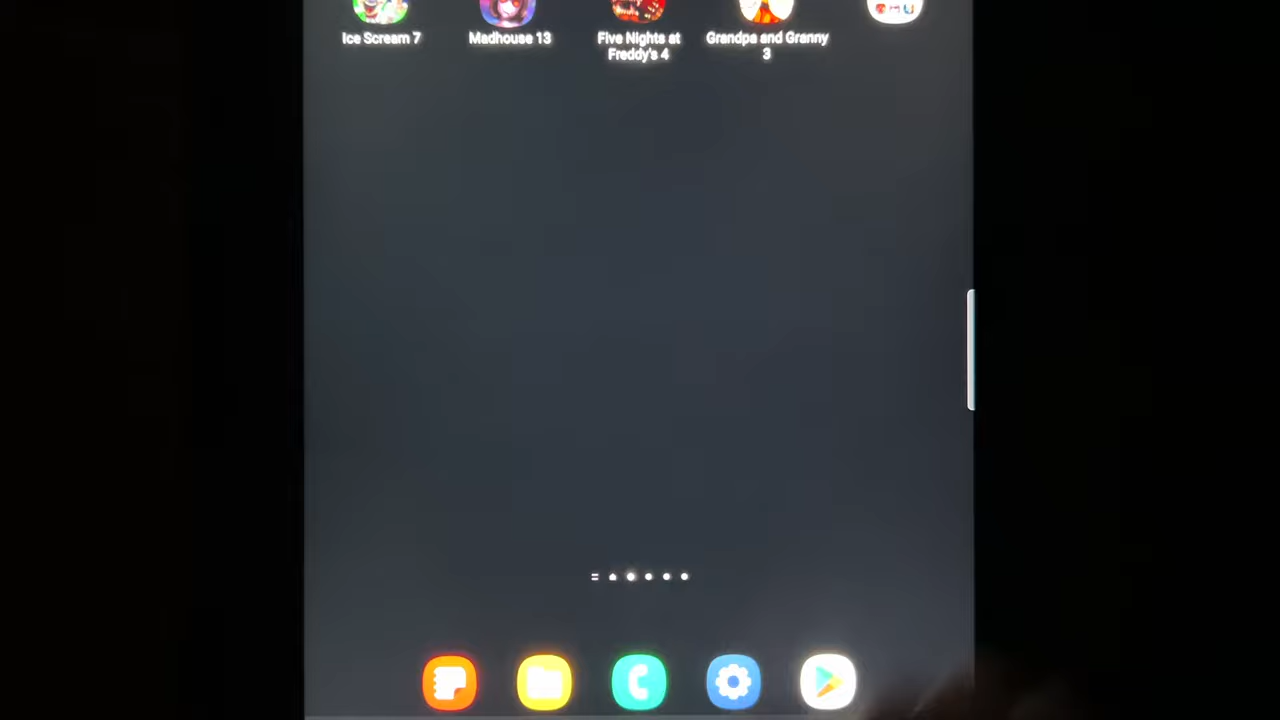 Ice Scream 7
Madhouse 13
Five Nights at
Freddy's 4
Grandpa and Granny
3